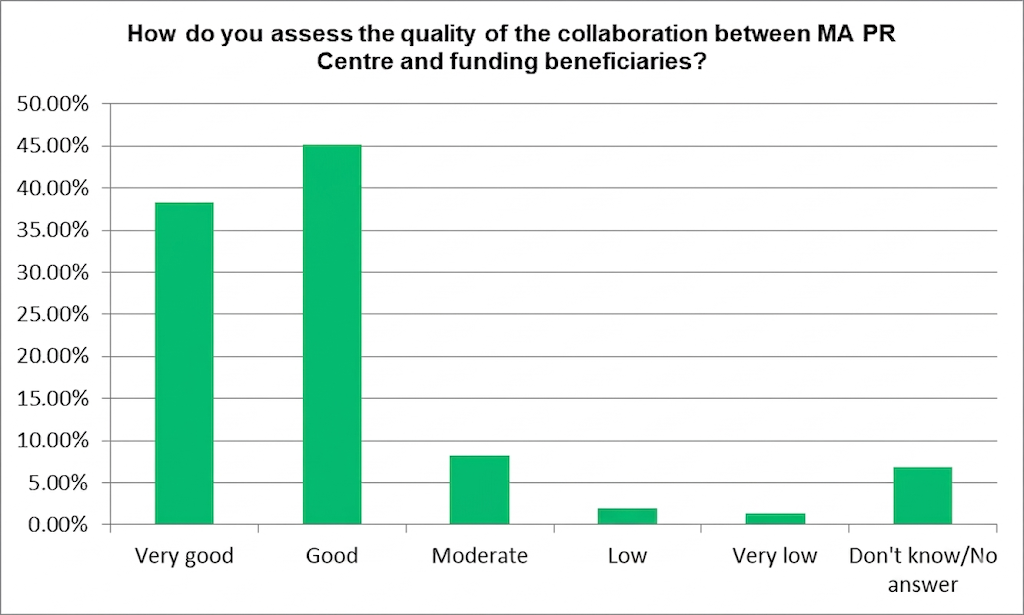 How do you assess the quality of the collaboration between MA PR
Centre and funding beneficiaries?
50.00%
45.00%
40.00%
35.00%
30.00%
25.00%
20.00%
15.00%
10.00%
5.00%
0.00%
Very good
Good
Moderate
Low
Very low
Don't know/No
answer